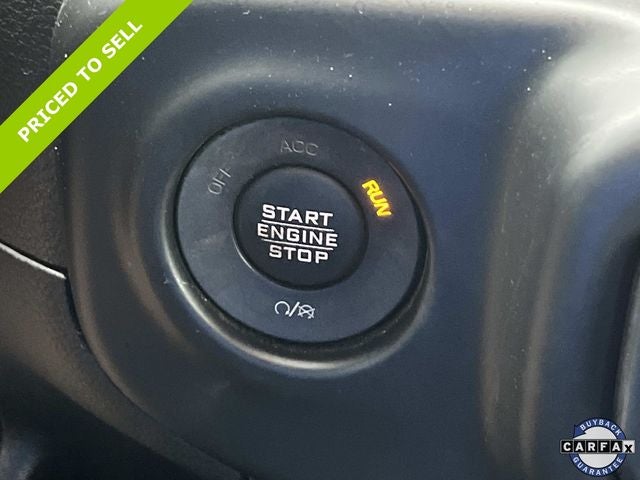 PRICED TO SELL
OFF
ACC
RUN
START
ENGINE
STOP
BUYBACK
CARFAX
GUARANTEE